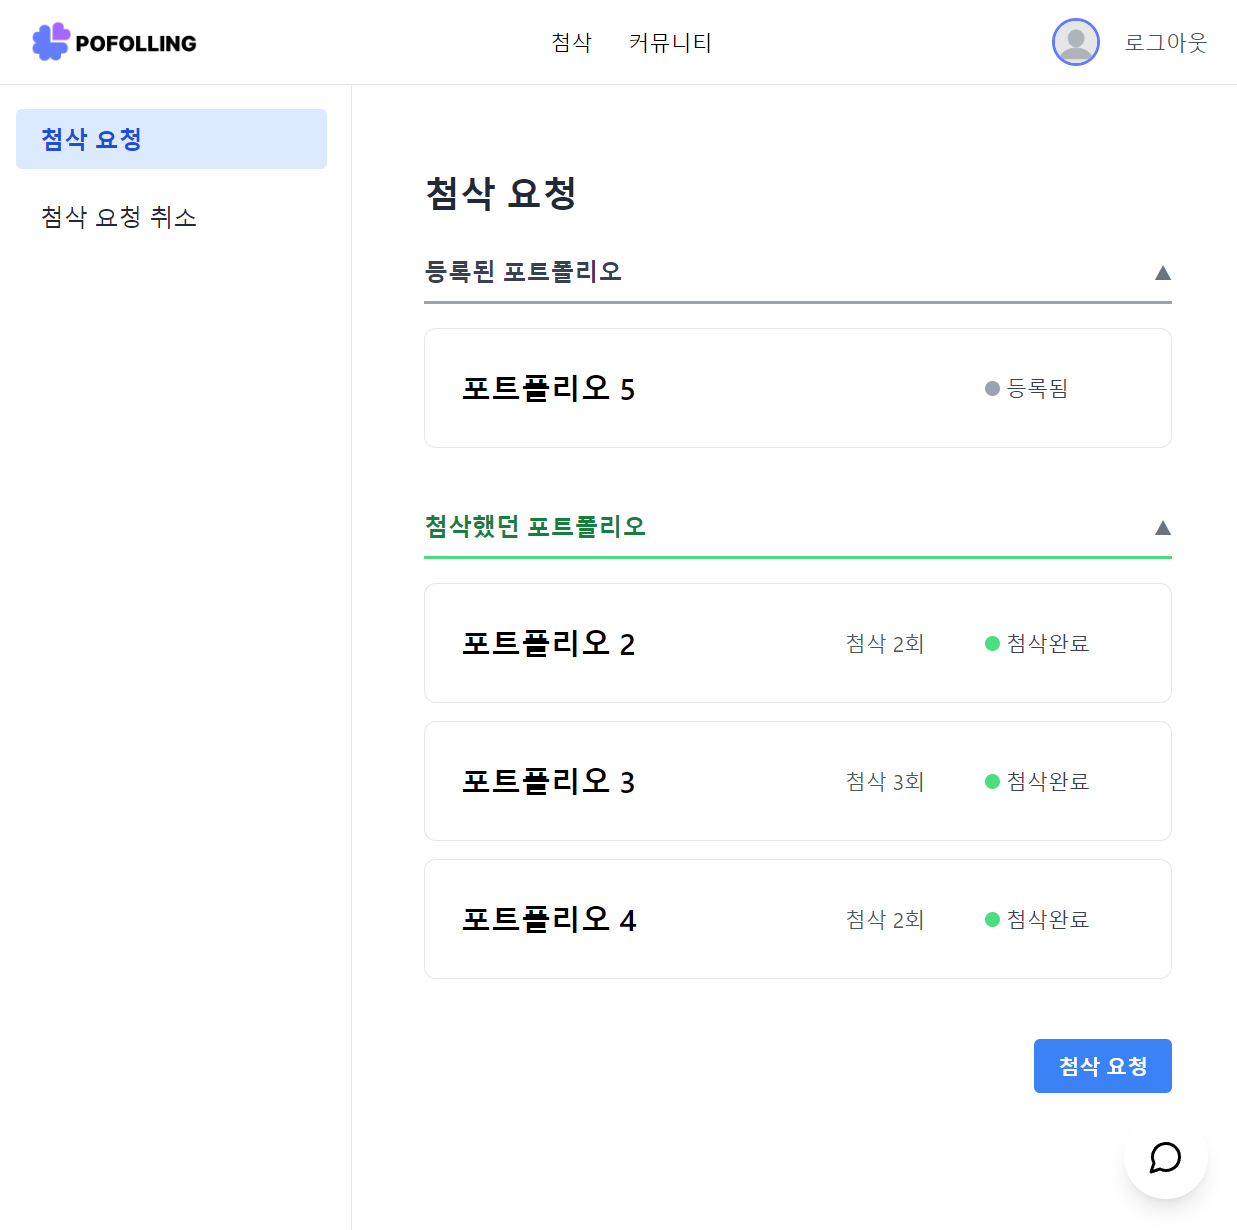 POFOLLING
첨삭 커뮤니티
로그아웃
첨삭 요청
첨삭 요청 취소
첨삭 요청
등록된 포트폴리오 ▲
포트폴리오 5 등록됨
첨삭했던 포트폴리오 ▲
포트폴리오 2 첨삭 2회 첨삭완료
포트폴리오 3 첨삭 3회 첨삭완료
포트폴리오 4 첨삭 2회 첨삭완료
첨삭 요청